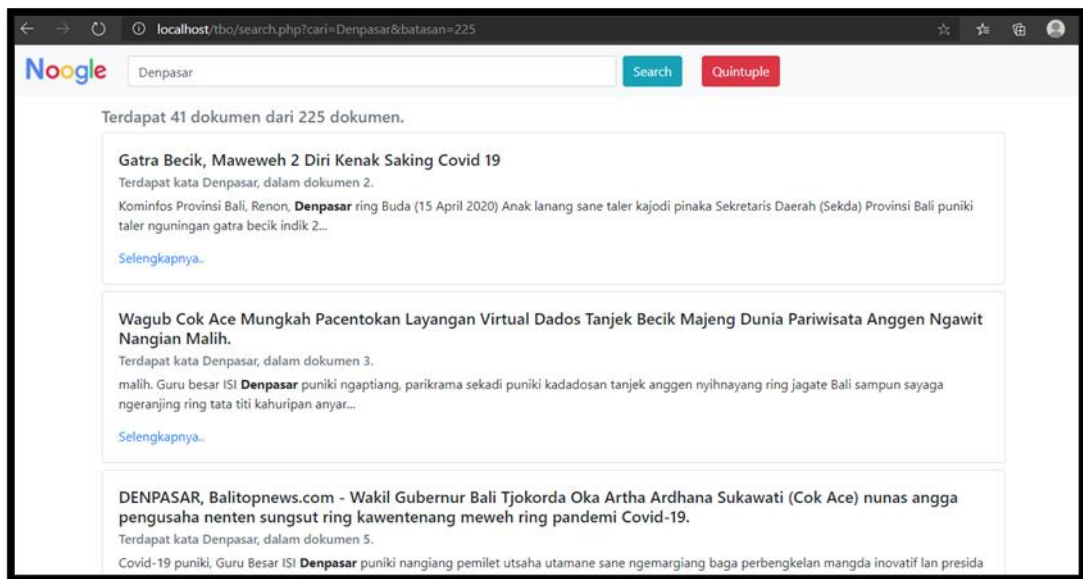 localhost/tbo/search.php?cari=Denpasar&batasan=225
Noogle Denpasar Search Quintuple
Terdapat 41 dokumen dari 225 dokumen.
Gatra Becik, Maweweh 2 Diri Kenak Saking Covid 19
Terdapat kata Denpasar, dalam dokumen 2.
Kominfos Provinsi Bali, Renon, Denpasar ring Buda (15 April 2020) Anak lanang sane taler kajodi pinaka Sekretaris Daerah (Sekda) Provinsi Bali puniki
taler nguningan gatra becik indik 2...
Selengkapnya..
Wagub Cok Ace Mungkah Pacentokan Layangan Virtual Dados Tanjek Becik Majeng Dunia Pariwisata Anggen Ngawit
Nangian Malih.
Terdapat kata Denpasar, dalam dokumen 3.
malih. Guru besar ISI Denpasar puniki ngaptiang, parikrama sekadi puniki kadadosan tanjek anggen nyihnayang ring jagate Bali sampun sayaga
ngeranjing ring tata titi kahuripan anyar...
Selengkapnya..
DENPASAR, Balitopnews.com - Wakil Gubernur Bali Tjokorda Oka Artha Ardhana Sukawati (Cok Ace) nunas angga
pengusaha nenten sungsut ring kawentenang meweh ring pandemi Covid-19.
Terdapat kata Denpasar, dalam dokumen 5.
Covid-19 puniki, Guru Besar ISI Denpasar puniki nangiang pemilet utsaha utamane sane ngemargiang baga perbengkelan mangda inovatif lan presida